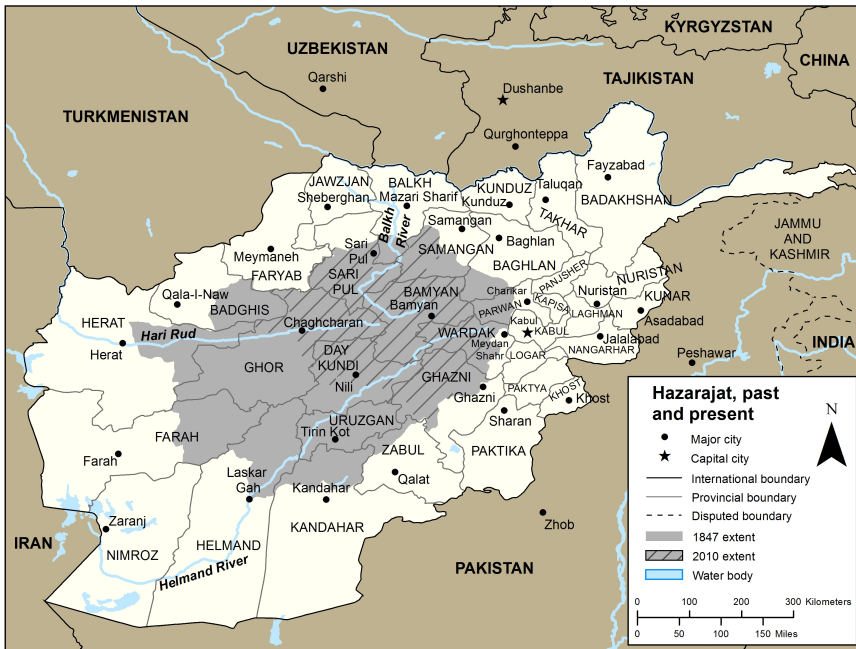 KYRGYZSTAN
UZBEKISTAN
CHINA
Qarshi
TAJIKISTAN
Dushanbe
TURKMENISTAN
Qurghonteppa
Fayzabad
JAWZJAN
BALKH
KUNDUZ
Taluqan
Sheberghan
Mazari Sharif
Kunduz
BADAKHSHAN
TAKHAR
Samangan
Balkh
River
JAMMU
AND
KASHMIR
Sari
Pul
SAMANGAN
Baghlan
Meymaneh
FARYAB
SARI
PUL
BAGHLAN
PANJSHER
NURISTAN
Qala-I-Naw
BADGHIS
BAMYAN
Bamyan
Charikar
PARWAN
KAPISA
Nuristan
KUNAR
LAGHMAN
Asadabad
HERAT
Hari Rud
Chaghcharan
Kabul
KABUL
WARDAK
Jalalabad
INDIA
Herat
Meydan
Shahr
LOGAR
NANGARHAR
Peshawar
GHOR
DAY
KUNDI
Nili
GHAZNI
Ghazni
PAKTYA
KHOST
Khost
URUZGAN
Tirin Kot
Sharan
FARAH
Farah
ZABUL
PAKTIKA
Laskar
Gah
Qalat
Kandahar
Zaranj
Zhob
IRAN
NIMROZ
HELMAND
KANDAHAR
Helmand River
PAKISTAN
Hazarajat, past
and present
N
Major city
Capital city
International boundary
Provincial boundary
Disputed boundary
1847 extent
2010 extent
Water body
0 100 200 300 Kilometers
0 50 100 150 Miles